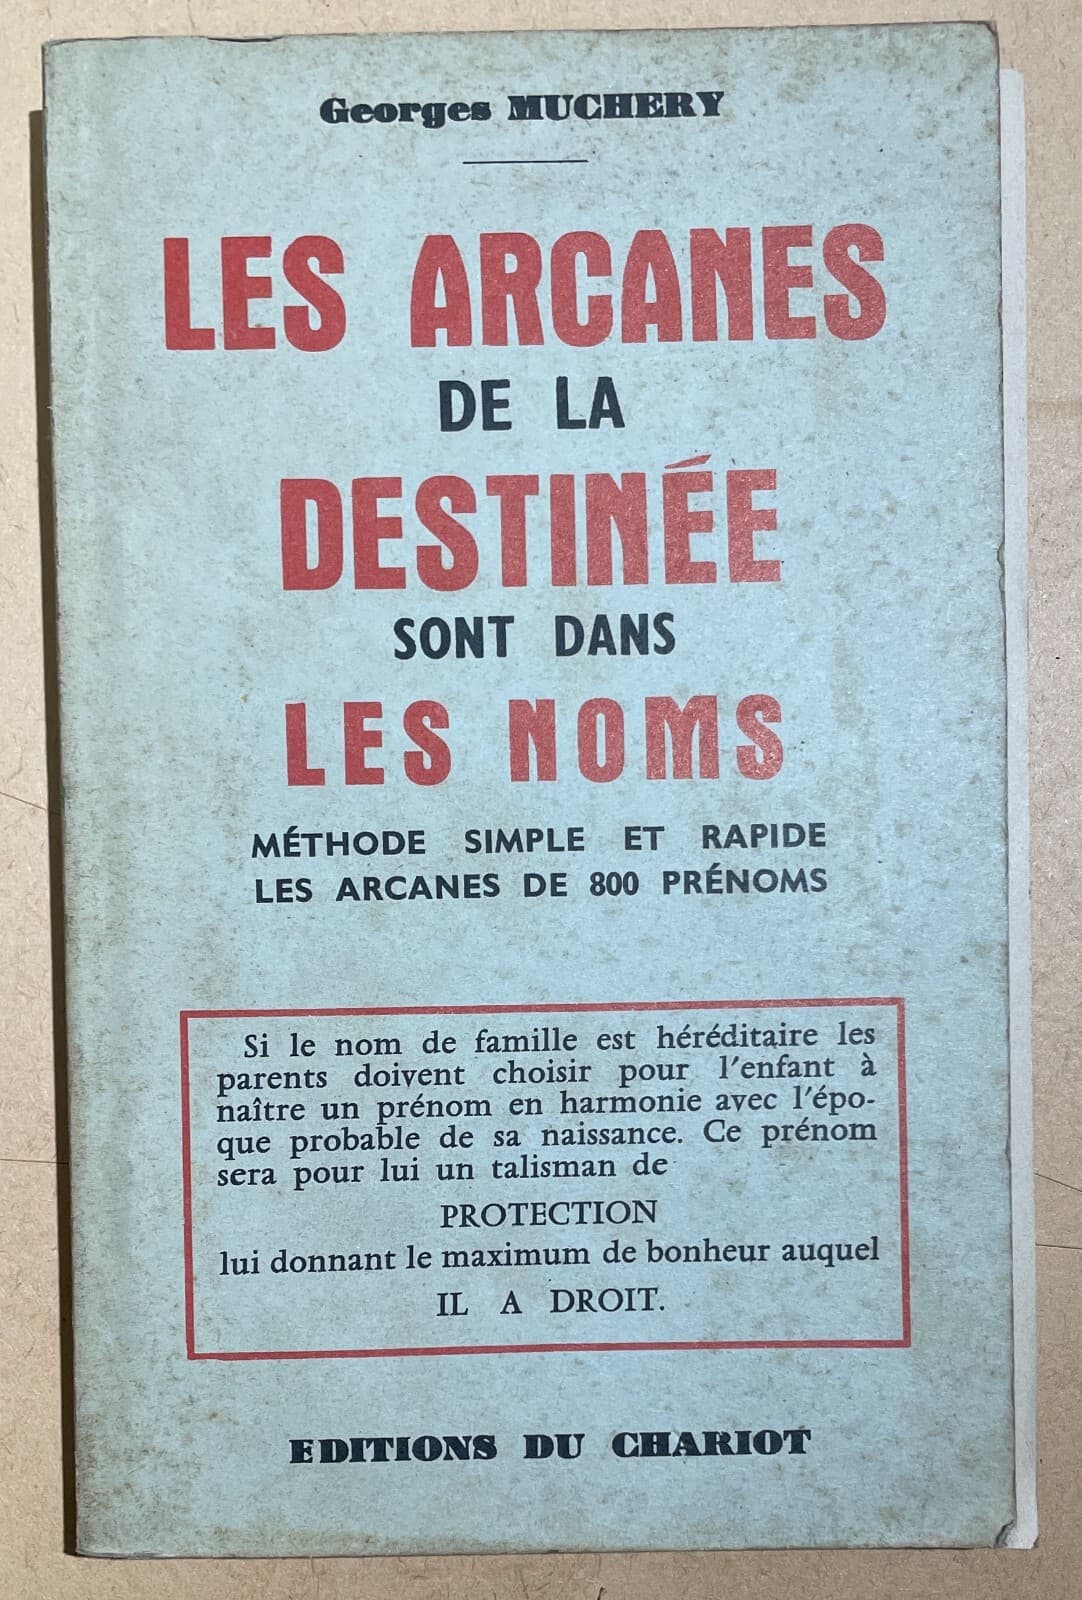 Georges MUCHERY
LES ARCANES
DE LA
DESTINÉE
SONT DANS
LES NOMS
MÉTHODE SIMPLE ET RAPIDE
LES ARCANES DE 800 PRÉNOMS
Si le nom de famille est héréditaire les
parents doivent choisir pour l'enfant à
naître un prénom en harmonie avec l'épo-
que probable de sa naissance. Ce prénom
sera pour lui un talisman de
PROTECTION
lui donnant le maximum de bonheur auquel
IL A DROIT.
EDITIONS DU CHARIOT